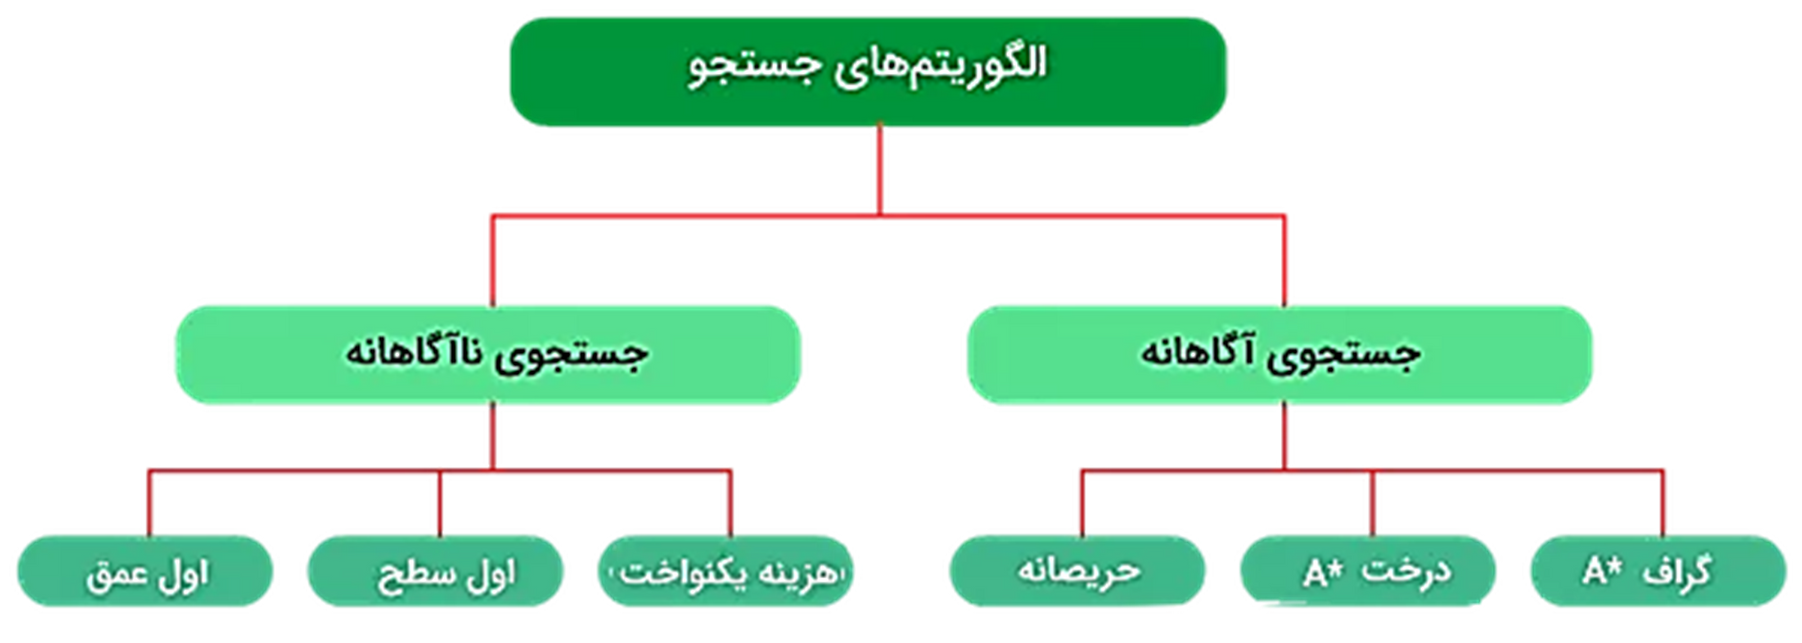 الگوریتم‌های جستجو
جستجوی آگاهانه
جستجوی ناآگاهانه
گراف A*
درخت A*
حریصانه
هزینه یکنواخت
اول سطح
اول عمق